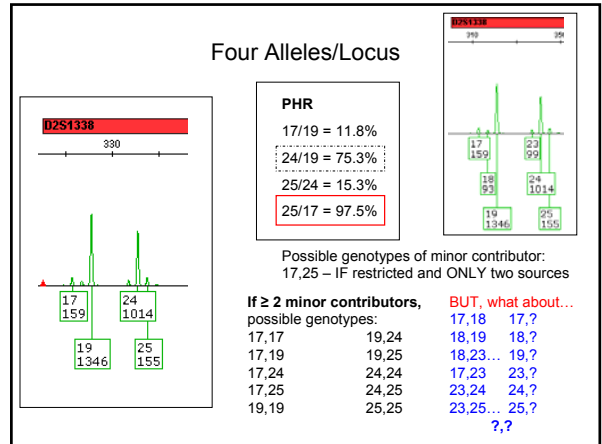 Four Alleles/Locus
D2S1338
330
17
159
24
1014
19
1346
25
155
PHR
17/19 = 11.8%
24/19 = 75.3%
25/24 = 15.3%
25/17 = 97.5%
D2S1338
17
159
23
99
18
93
24
1014
19
1346
25
155
Possible genotypes of minor contributor:
17,25 – IF restricted and ONLY two sources
If ≥ 2 minor contributors,
possible genotypes:
17,17 19,24
17,19 19,25
17,24 24,24
17,25 24,25
19,19 25,25
BUT, what about…
17,18 17,?
18,19 18,?
18,23… 19,?
17,23 23,?
23,24 24,?
23,25… 25,?
?,?